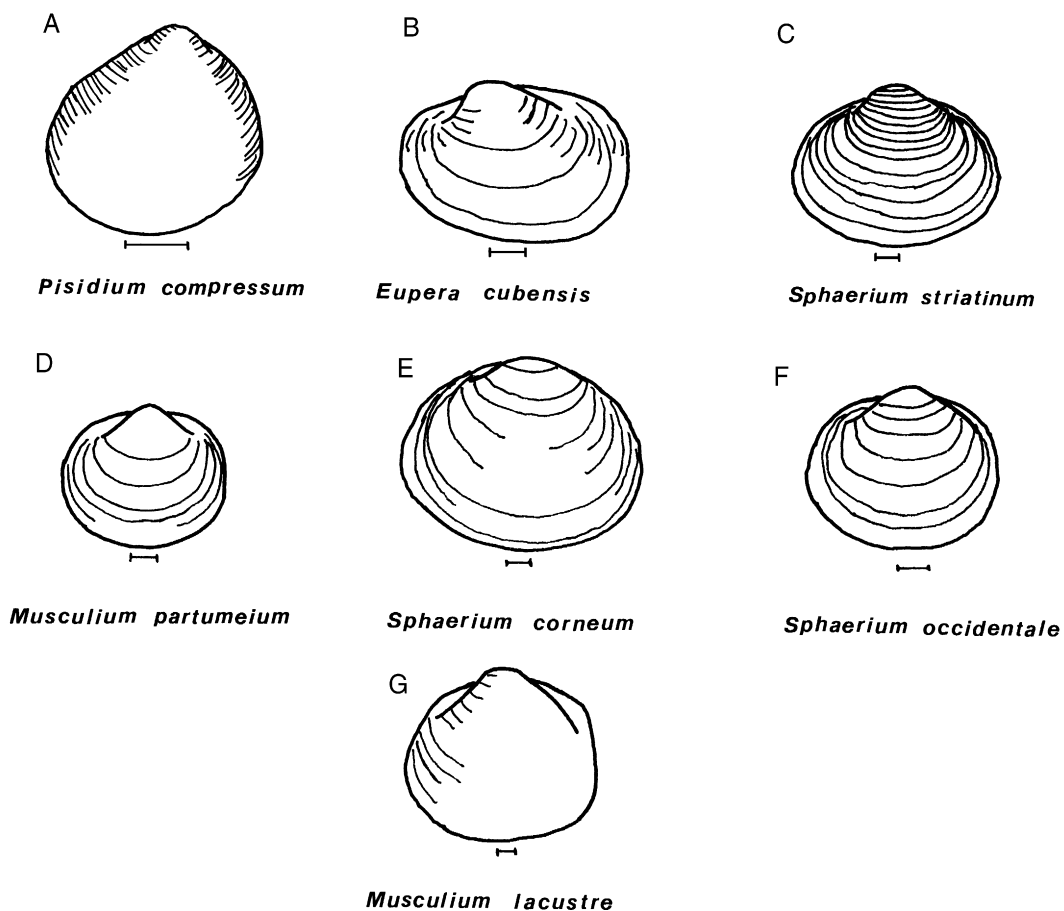 A
B
C
Pisidium compressum
Eupera cubensis
Sphaerium striatinum
D
E
F
Musculium partumeium
Sphaerium corneum
Sphaerium occidentale
G
Musculium lacustre